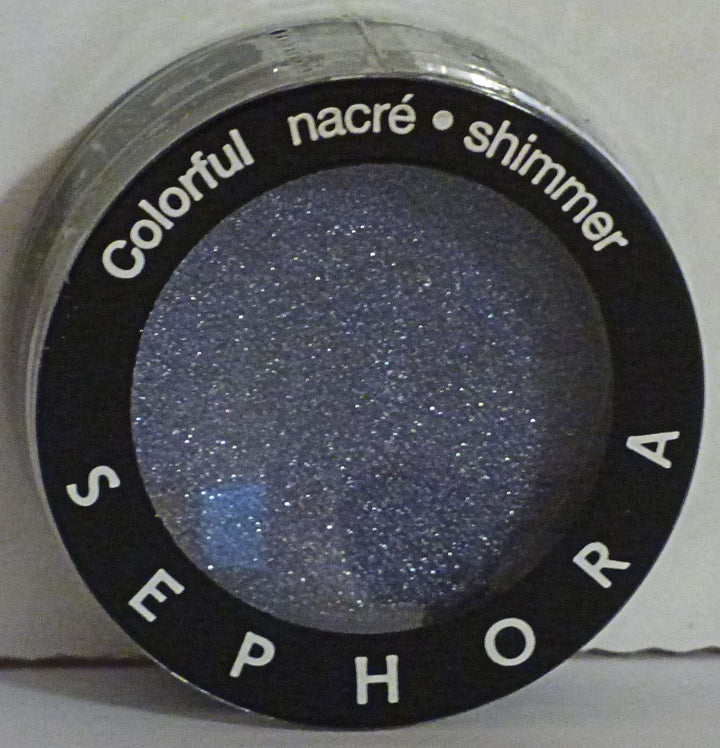 Colorful nacré • shimmer
SEPHORA